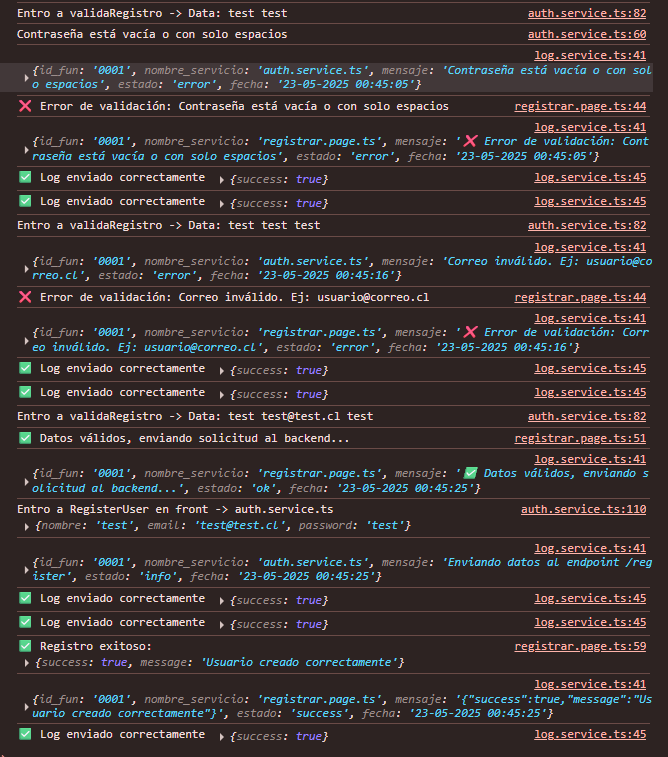 Entro a validaRegistro -> Data: test test auth.service.ts:82
Contraseña está vacía o con solo espacios auth.service.ts:60
log.service.ts:41
{id_fun: '0001', nombre_servicio: 'auth.service.ts', mensaje: 'Contraseña está vacía o con sol
o espacios', estado: 'error', fecha: '23-05-2025 00:45:05'}
❌ Error de validación: Contraseña está vacía o con solo espacios registrar.page.ts:44
log.service.ts:41
{id_fun: '0001', nombre_servicio: 'registrar.page.ts', mensaje: '❌ Error de validación: Cont
raseña está vacía o con solo espacios', estado: 'error', fecha: '23-05-2025 00:45:05'}
✅ Log enviado correctamente ▸ {success: true} log.service.ts:45
✅ Log enviado correctamente ▸ {success: true} log.service.ts:45
Entro a validaRegistro -> Data: test test test auth.service.ts:82
log.service.ts:41
{id_fun: '0001', nombre_servicio: 'auth.service.ts', mensaje: 'Correo inválido. Ej: usuario@co
rreo.cl', estado: 'error', fecha: '23-05-2025 00:45:16'}
❌ Error de validación: Correo inválido. Ej: usuario@correo.cl registrar.page.ts:44
log.service.ts:41
{id_fun: '0001', nombre_servicio: 'registrar.page.ts', mensaje: '❌ Error de validación: Corr
eo inválido. Ej: usuario@correo.cl', estado: 'error', fecha: '23-05-2025 00:45:16'}
✅ Log enviado correctamente ▸ {success: true} log.service.ts:45
✅ Log enviado correctamente ▸ {success: true} log.service.ts:45
Entro a validaRegistro -> Data: test test@test.cl test auth.service.ts:82
✅ Datos válidos, enviando solicitud al backend... registrar.page.ts:51
log.service.ts:41
{id_fun: '0001', nombre_servicio: 'registrar.page.ts', mensaje: '✅ Datos válidos, enviando s
olicitud al backend...', estado: 'ok', fecha: '23-05-2025 00:45:25'}
Entro a RegisterUser en front -> auth.service.ts auth.service.ts:110
▸ {nombre: 'test', email: 'test@test.cl', password: 'test'}
log.service.ts:41
{id_fun: '0001', nombre_servicio: 'auth.service.ts', mensaje: 'Enviando datos al endpoint /reg
ister', estado: 'info', fecha: '23-05-2025 00:45:25'}
✅ Log enviado correctamente ▸ {success: true} log.service.ts:45
✅ Log enviado correctamente ▸ {success: true} log.service.ts:45
✅ Registro exitoso: registrar.page.ts:59
▸ {success: true, message: 'Usuario creado correctamente'}
log.service.ts:41
{id_fun: '0001', nombre_servicio: 'registrar.page.ts', mensaje: '{"success":true,"message":"Us
uario creado correctamente"}', estado: 'success', fecha: '23-05-2025 00:45:25'}
✅ Log enviado correctamente ▸ {success: true} log.service.ts:45